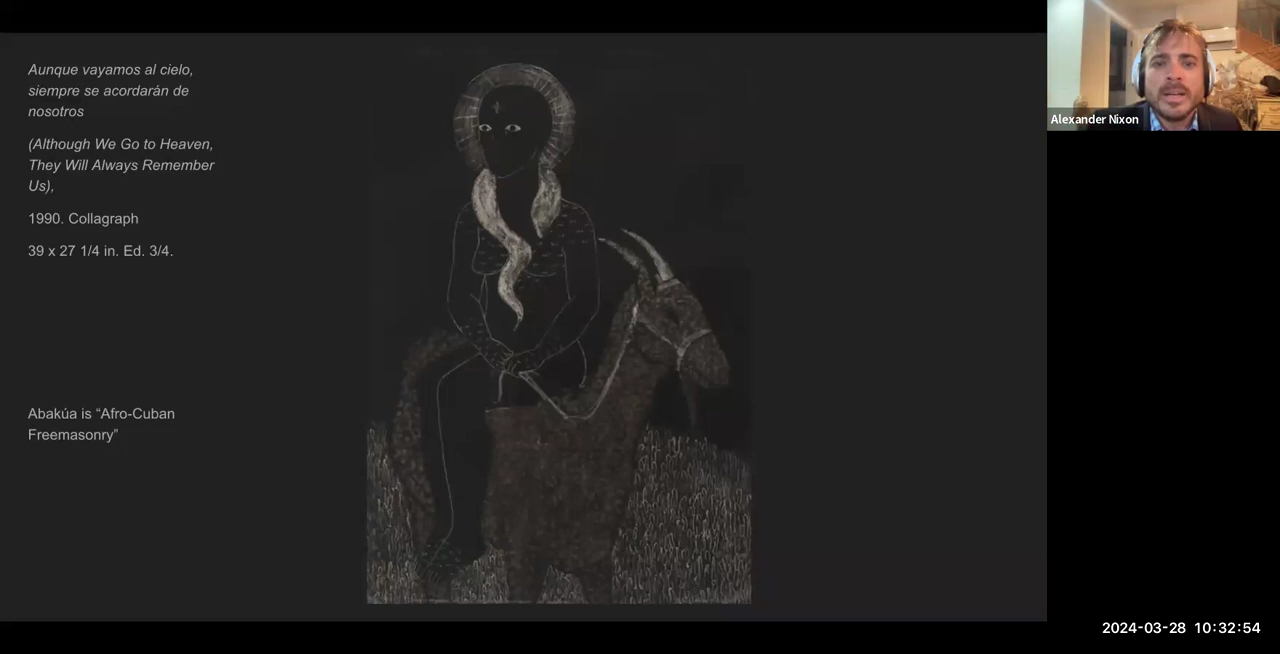 Aunque vayamos al cielo,
siempre se acordarán de
nosotros
(Although We Go to Heaven,
They Will Always Remember
Us),
1990. Collagraph
39 x 27 1/4 in. Ed. 3/4.
Abakúa is “Afro-Cuban
Freemasonry”
Alexander Nixon
2024-03-28 10:32:54